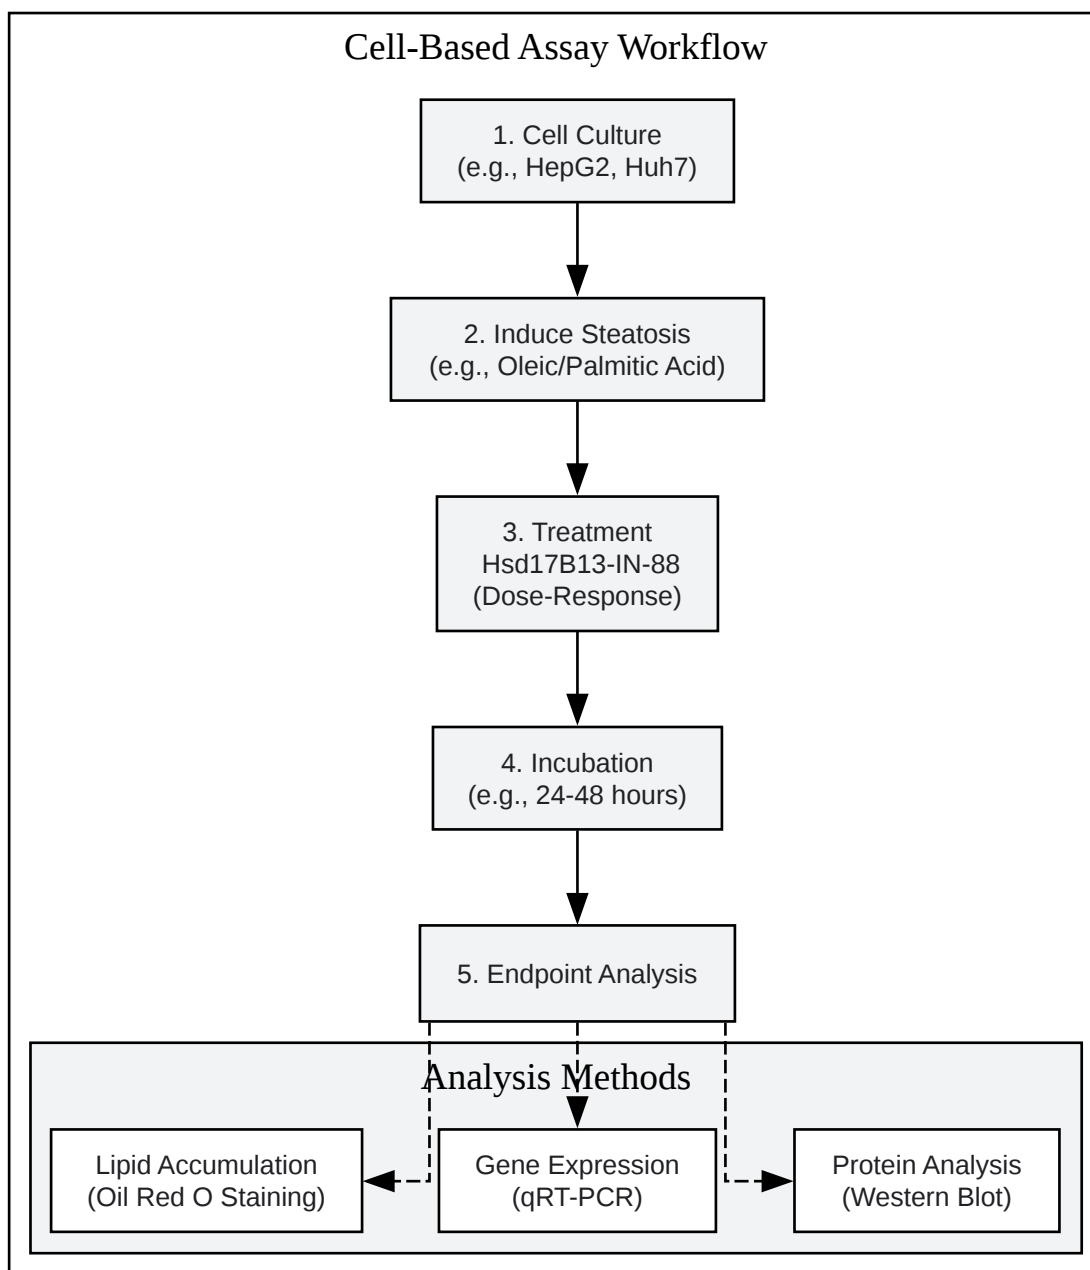 Cell-Based Assay Workflow
1. Cell Culture
(e.g., HepG2, Huh7)
2. Induce Steatosis
(e.g., Oleic/Palmitic Acid)
3. Treatment
Hsd17B13-IN-88
(Dose-Response)
4. Incubation
(e.g., 24-48 hours)
5. Endpoint Analysis
Analysis Methods
Lipid Accumulation
(Oil Red O Staining)
Gene Expression
(qRT-PCR)
Protein Analysis
(Western Blot)